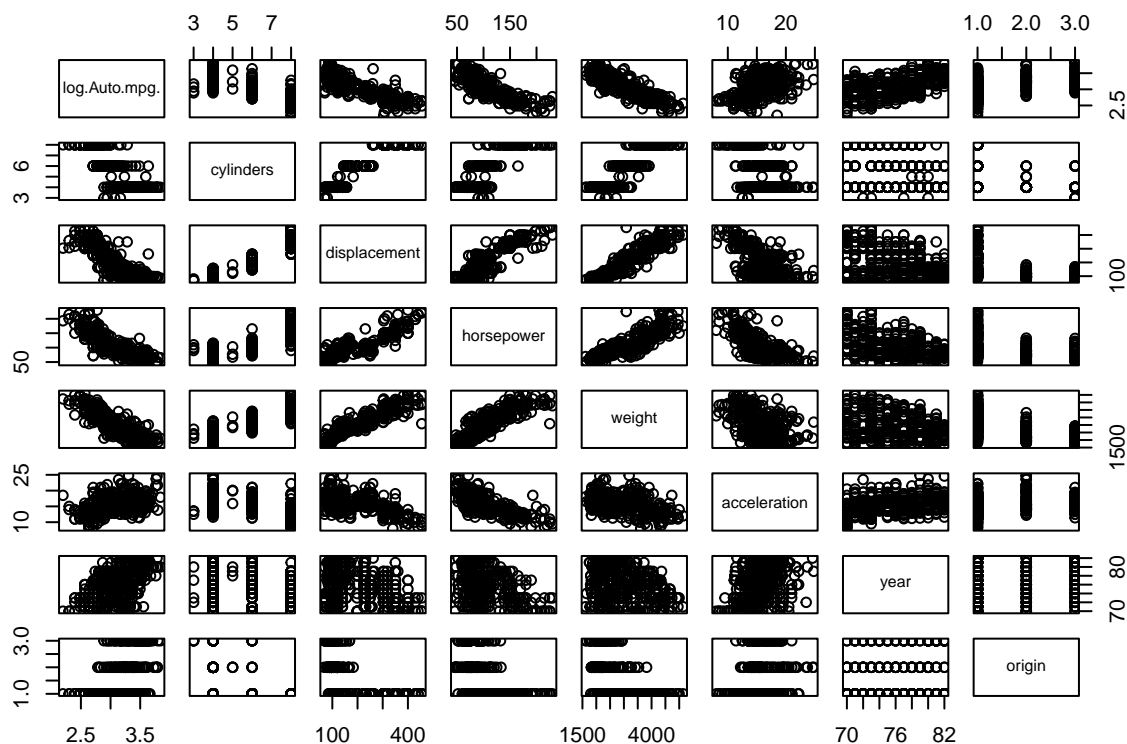 3 4 5 6 7
50 150
10 20
1.0 2.0 3.0
log.Auto.mpg.
2.5
3 6
cylinders
displacement
100
50
horsepower
weight
1500
10 25
acceleration
year
70 80
1.0 3.0
origin
2.5 3.5
100 400
1500 4000
70 76 82